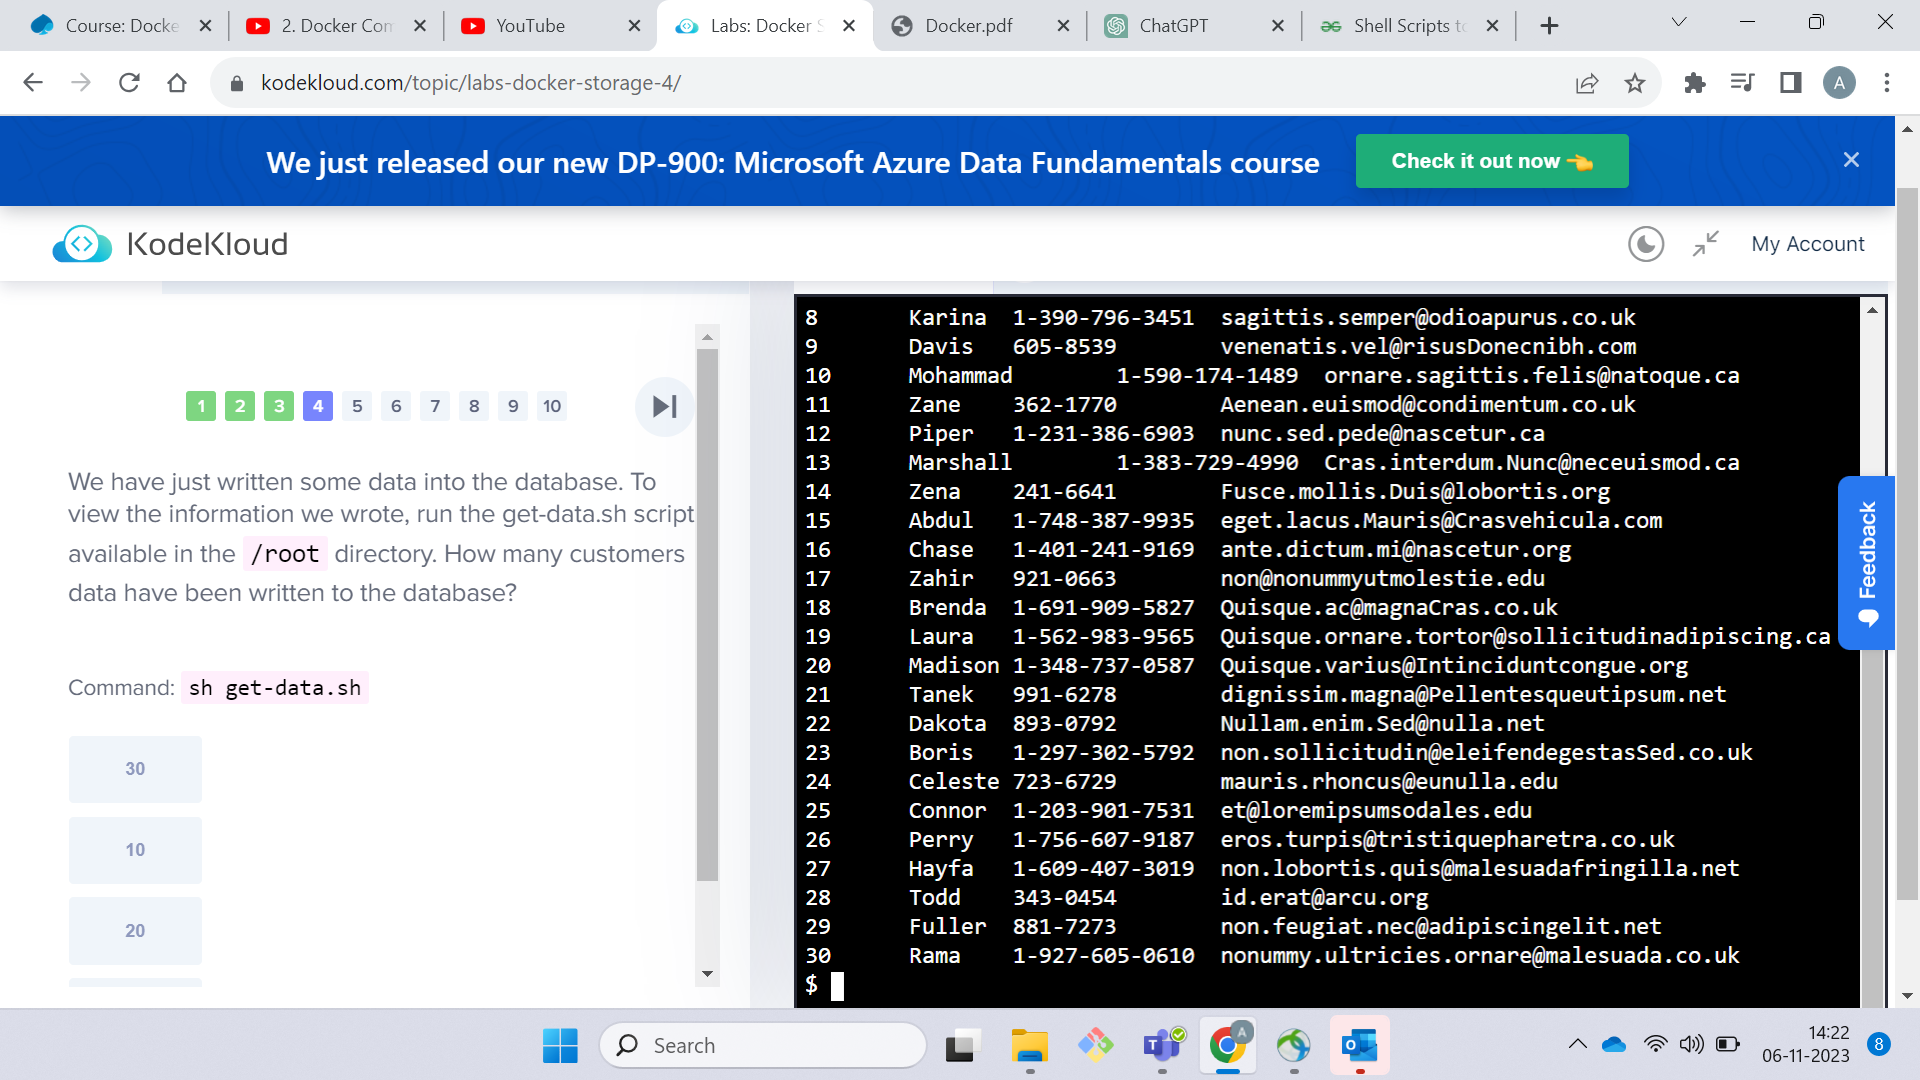 Course: Docke
2. Docker Con
YouTube
Labs: Docker S
Docker.pdf
ChatGPT
Shell Scripts to
kodekloud.com/topic/labs-docker-storage-4/
A
We just released our new DP-900: Microsoft Azure Data Fundamentals course
Check it out now
KodeKloud
My Account
1 2 3 4 5 6 7 8 9 10
We have just written some data into the database. To
view the information we wrote, run the get-data.sh script
available in the /root directory. How many customers
data have been written to the database?
Command: sh get-data.sh
30
10
20
8 Karina 1-390-796-3451 sagittis.semper@odioapurus.co.uk
9 Davis 605-8539 venenatis.vel@risusDonecnibh.com
10 Mohammad 1-590-174-1489 ornare.sagittis.felis@natoque.ca
11 Zane 362-1770 Aenean.euismod@condimentum.co.uk
12 Piper 1-231-386-6903 nunc.sed.pede@nascetur.ca
13 Marshall 1-383-729-4990 Cras.interdum.Nunc@neceuismod.ca
14 Zena 241-6641 Fusce.mollis.Duis@lobortis.org
15 Abdul 1-748-387-9935 eget.lacus.Mauris@Crasvehicula.com
16 Chase 1-401-241-9169 ante.dictum.mi@nascetur.org
17 Zahir 921-0663 non@nonummyutmolestie.edu
18 Brenda 1-691-909-5827 Quisque.ac@magnaCras.co.uk
19 Laura 1-562-983-9565 Quisque.ornare.tortor@sollicitudinadipiscing.ca
20 Madison 1-348-737-0587 Quisque.varius@Intinciduntcongue.org
21 Tanek 991-6278 dignissim.magna@Pellentesqueutipsum.net
22 Dakota 893-0792 Nullam.enim.Sed@nulla.net
23 Boris 1-297-302-5792 non.sollicitudin@eleifendegestasSed.co.uk
24 Celeste 723-6729 mauris.rhoncus@eunulla.edu
25 Connor 1-203-901-7531 et@loremipsumsodales.edu
26 Perry 1-756-607-9187 eros.turpis@tristiquepharetra.co.uk
27 Hayfa 1-609-407-3019 non.lobortis.quis@malesuadafringilla.net
28 Todd 343-0454 id.erat@arcu.org
29 Fuller 881-7273 non.feugiat.nec@adipiscingelit.net
30 Rama 1-927-605-0610 nonummy.ultricies.ornare@malesuada.co.uk
$
Feedback
Search
A
14:22
06-11-2023
8